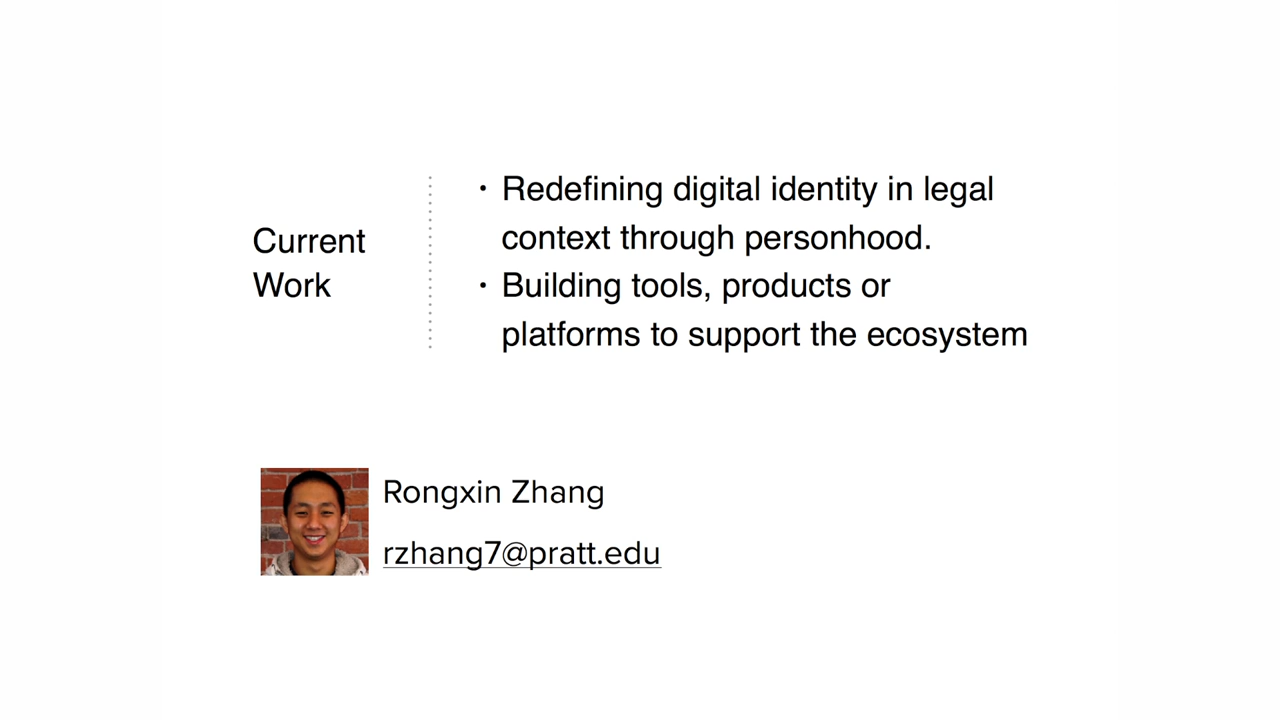 Current
Work
· Redefining digital identity in legal
context through personhood.
· Building tools, products or
platforms to support the ecosystem
Rongxin Zhang
rzhang7@pratt.edu